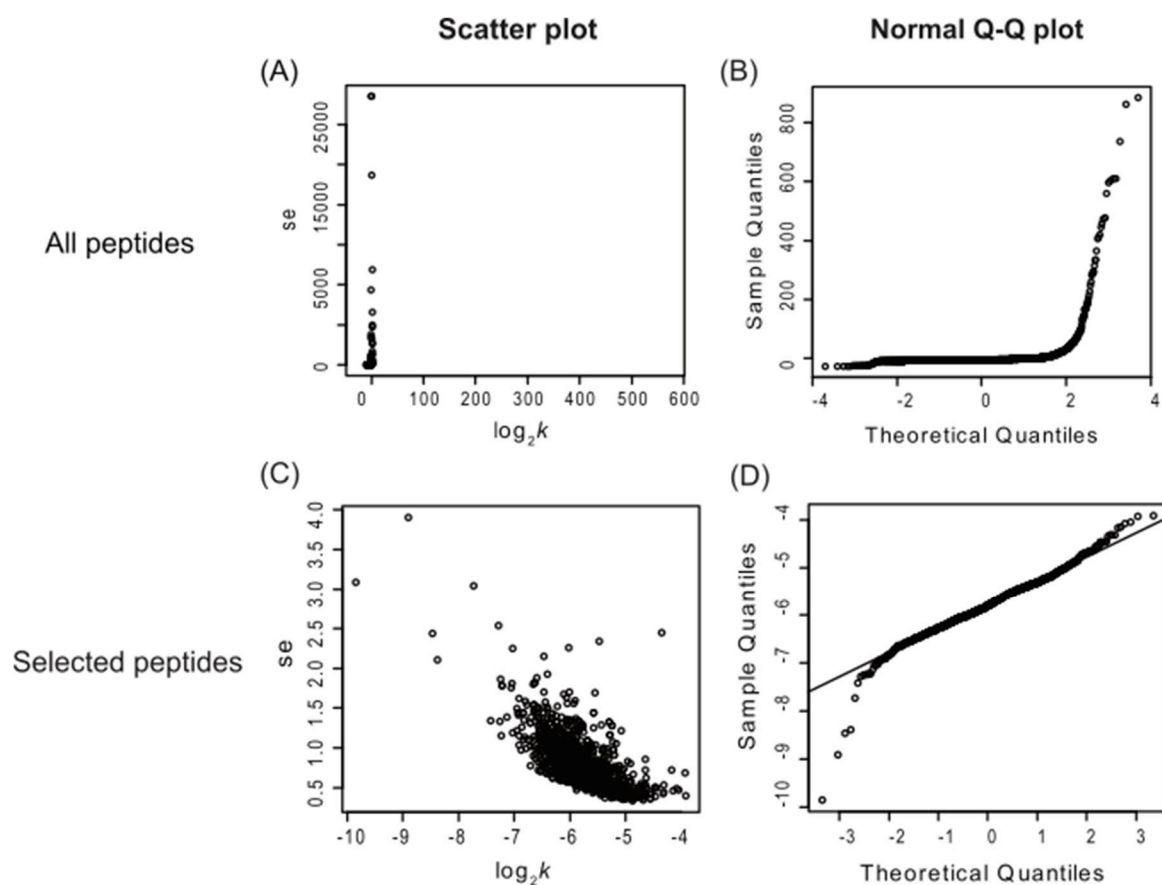 Scatter plot
Normal Q-Q plot
(A)
(B)
All peptides
se
0
5000
15000
25000
0 100 200 300 400 500 600
log2k
Sample Quantiles
0
200
400
600
800
-4 -2 0 2 4
Theoretical Quantiles
(C)
(D)
Selected peptides
se
0.5 1.0 1.5 2.0 2.5 3.0 3.5 4.0
-10 -9 -8 -7 -6 -5 -4
log2k
Sample Quantiles
-10 -9 -8 -7 -6 -5 -4
-3 -2 -1 0 1 2 3
Theoretical Quantiles